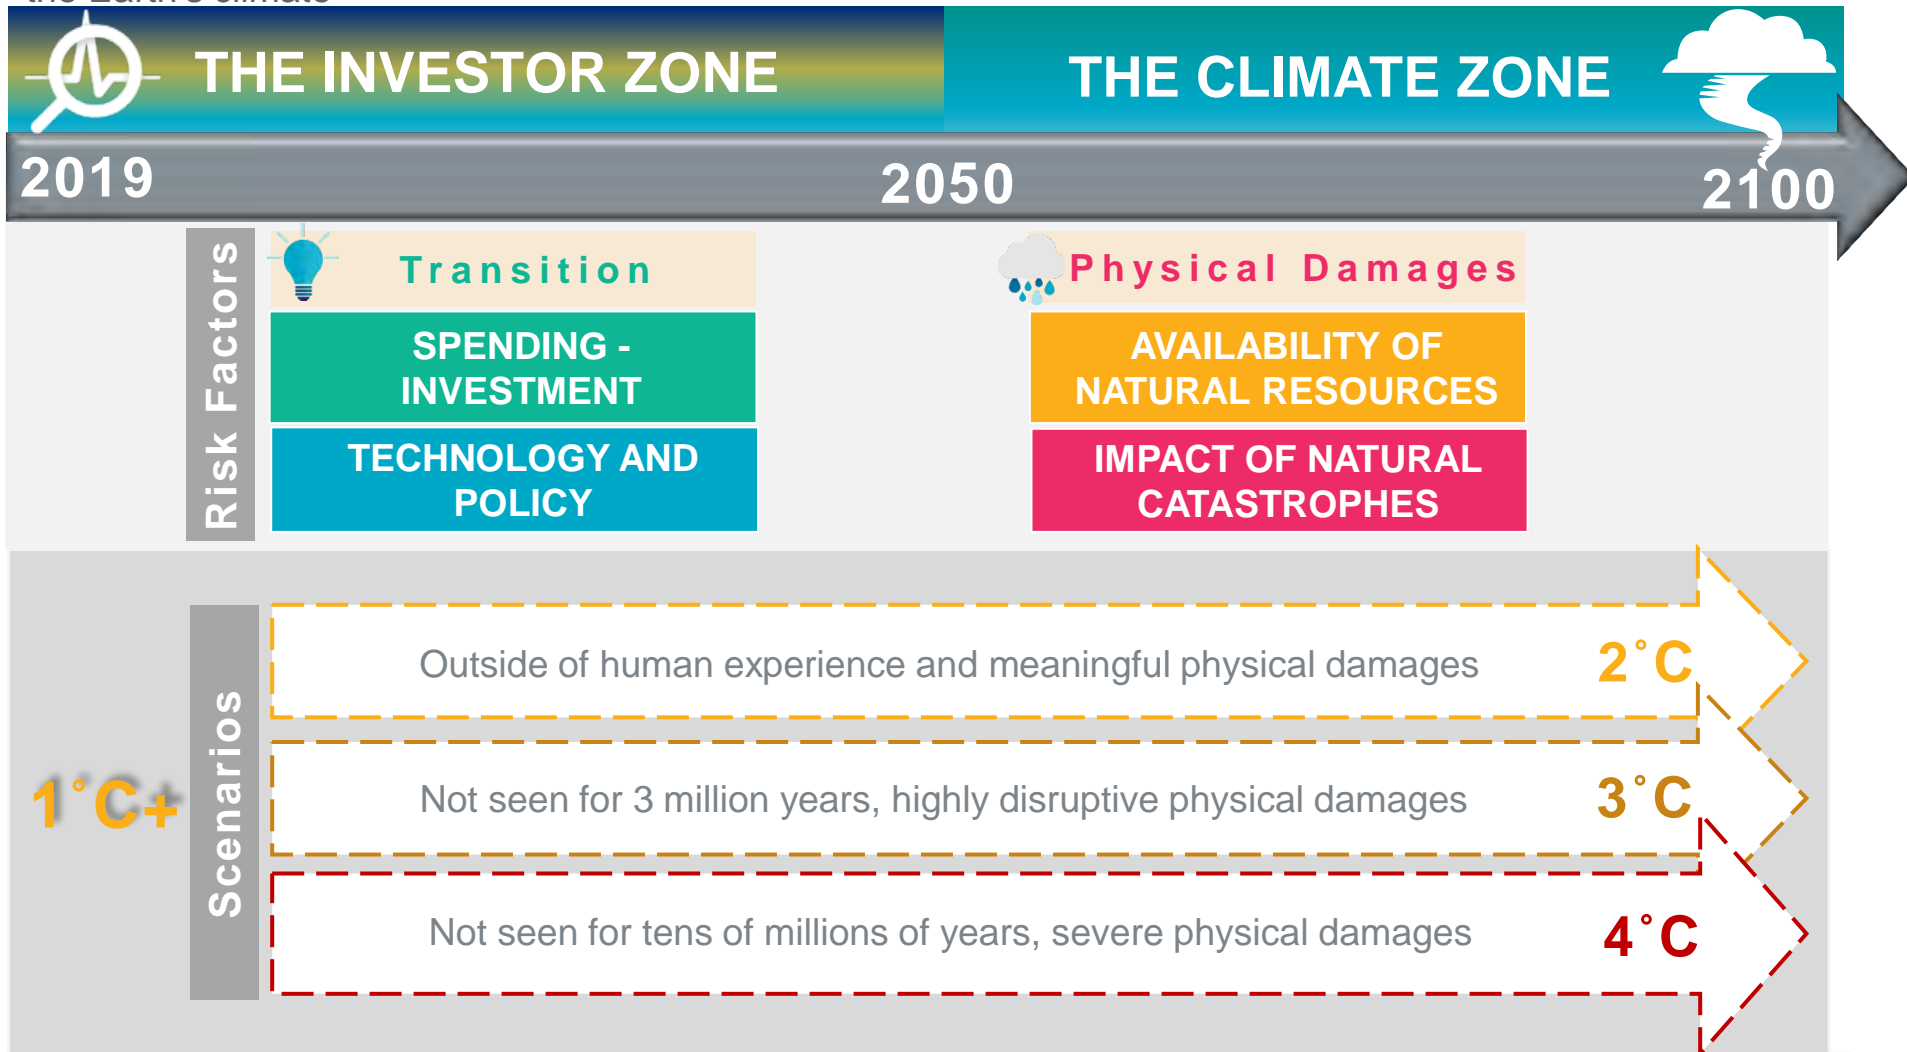 the Earth's climate
THE INVESTOR ZONE
THE CLIMATE ZONE
2019
2050
2100
Risk Factors
Transition
SPENDING -
INVESTMENT
TECHNOLOGY AND
POLICY
Physical Damages
AVAILABILITY OF
NATURAL RESOURCES
IMPACT OF NATURAL
CATASTROPHES
1°C+
Scenarios
Outside of human experience and meaningful physical damages
2°C
Not seen for 3 million years, highly disruptive physical damages
3°C
Not seen for tens of millions of years, severe physical damages
4°C